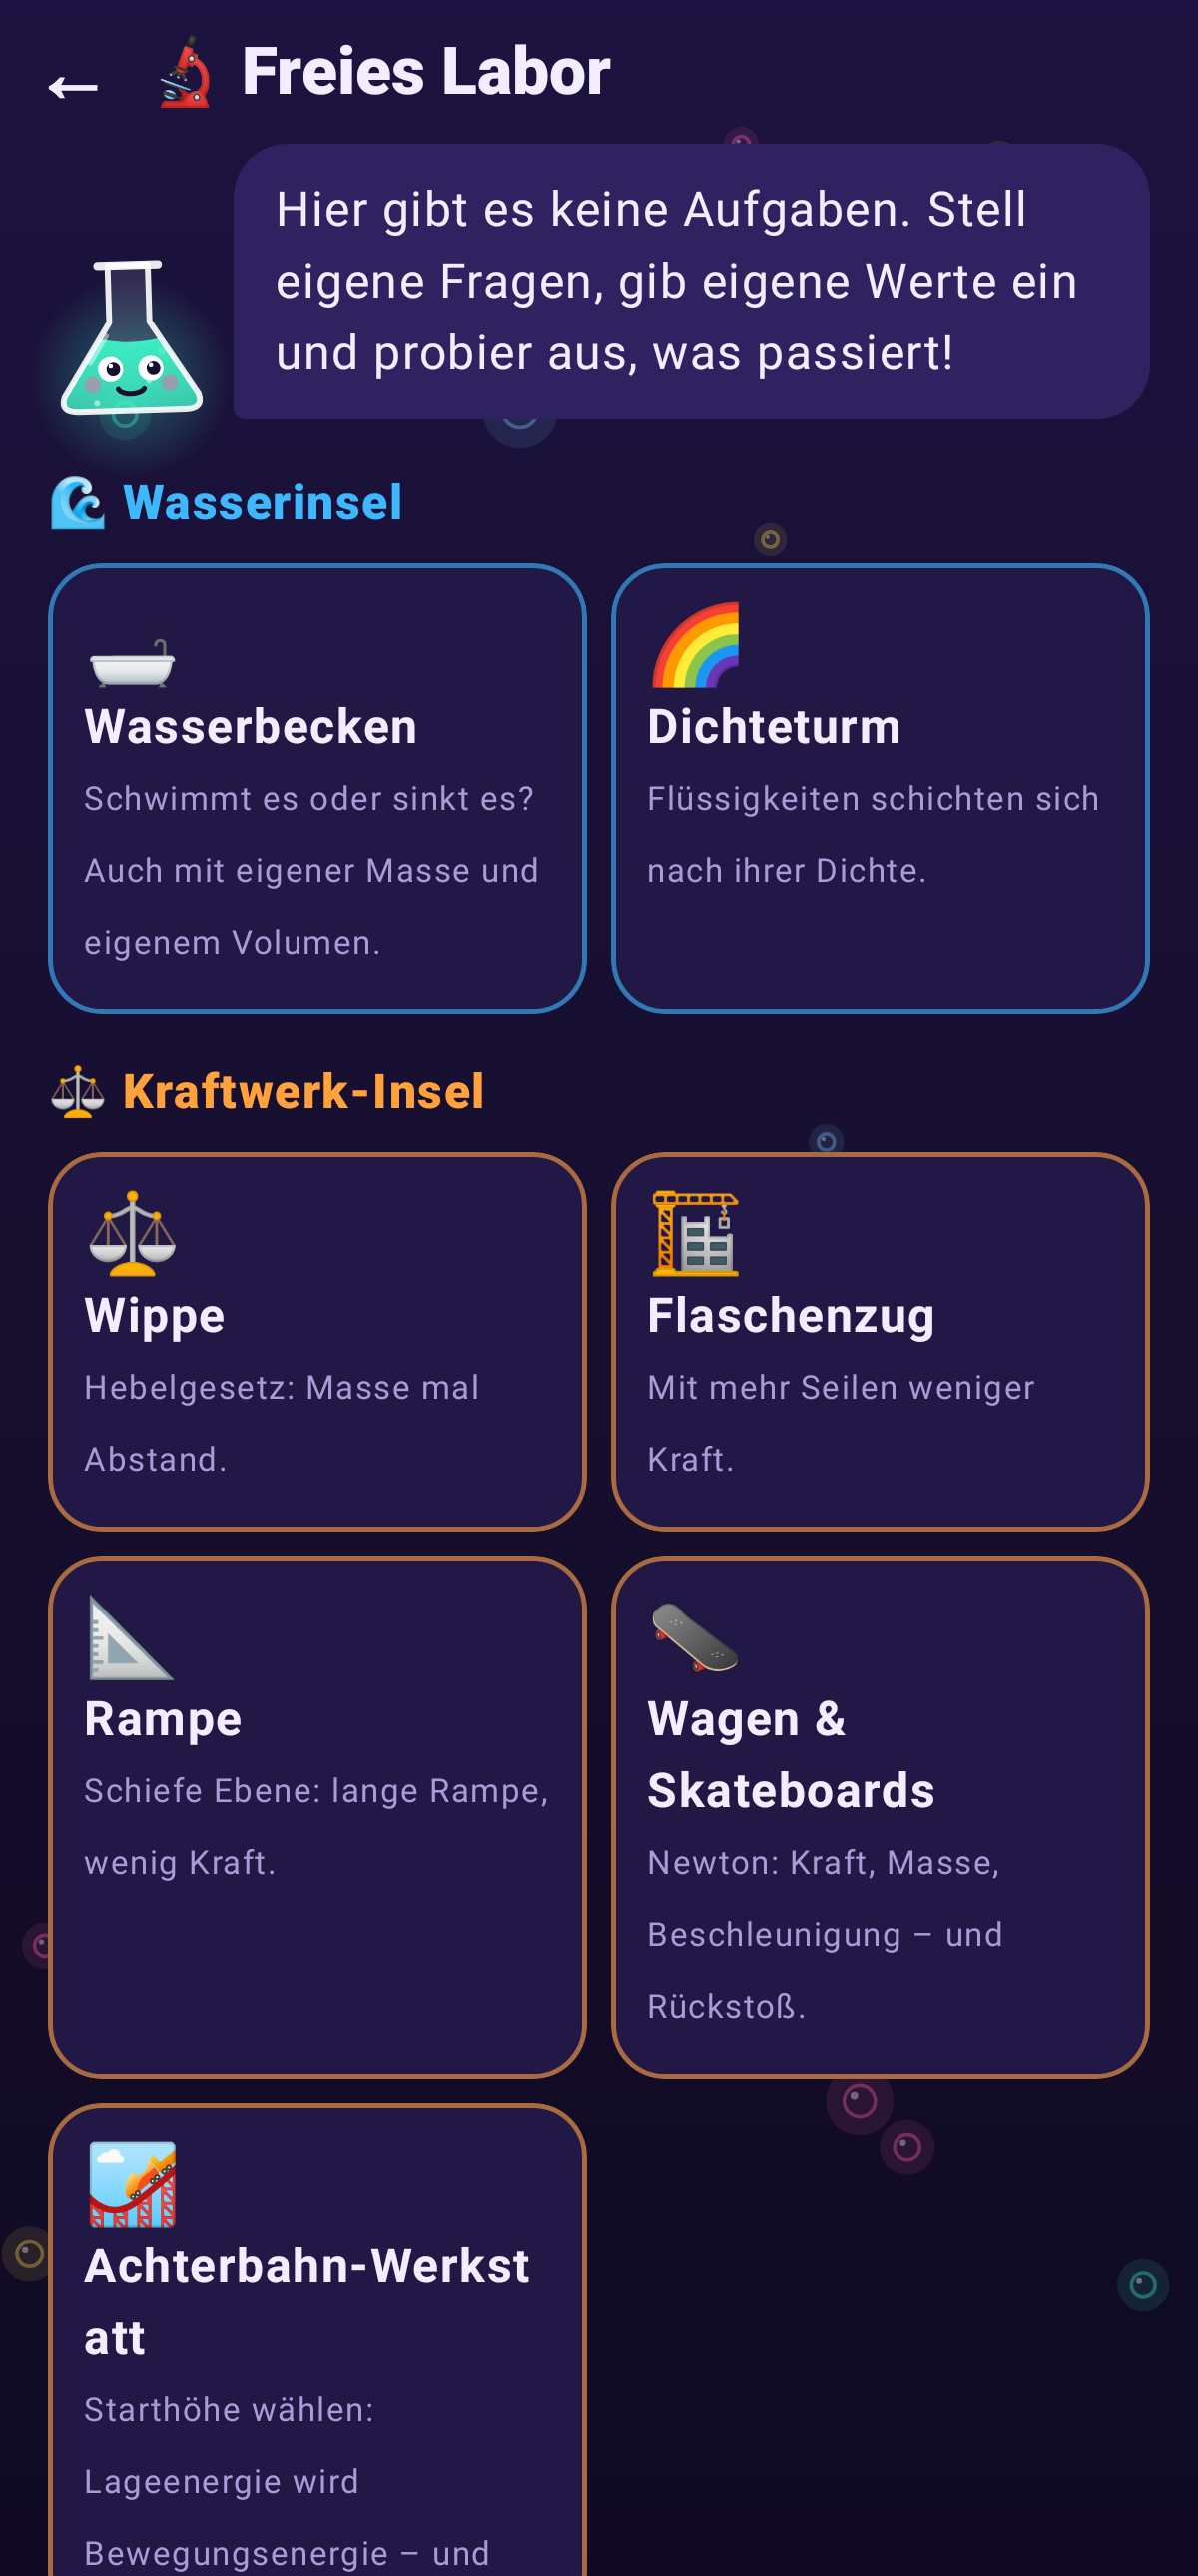 Freies Labor
Hier gibt es keine Aufgaben. Stell
eigene Fragen, gib eigene Werte ein
und probier aus, was passiert!
Wasserinsel
Wasserbecken
Schwimmt es oder sinkt es?
Auch mit eigener Masse und
eigenem Volumen.
Dichteturm
Flüssigkeiten schichten sich
nach ihrer Dichte.
Kraftwerk-Insel
Wippe
Hebelgesetz: Masse mal
Abstand.
Flaschenzug
Mit mehr Seilen weniger
Kraft.
Rampe
Schiefe Ebene: lange Rampe,
wenig Kraft.
Wagen &
Skateboards
Newton: Kraft, Masse,
Beschleunigung – und
Rückstoß.
Achterbahn-Werkst
att
Starthöhe wählen:
Lageenergie wird
Bewegungsenergie – und